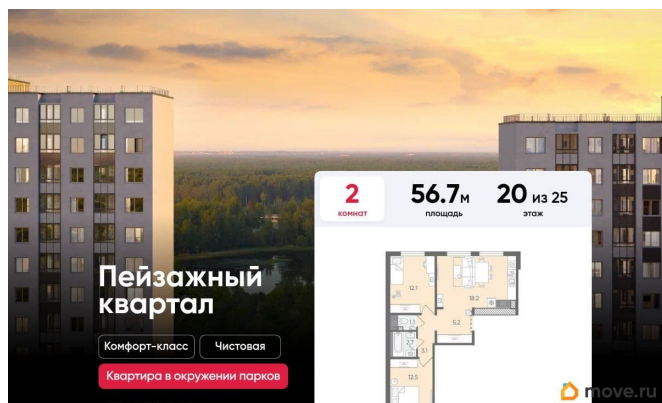 2
комнат
56.7м
площадь
20 из 25
этаж
Пейзажный
квартал
Комфорт-класс
Чистовая
Квартира в окружении парков
12.1
18.2
1.1
5.2
2.7
3.1
12.5
move.ru